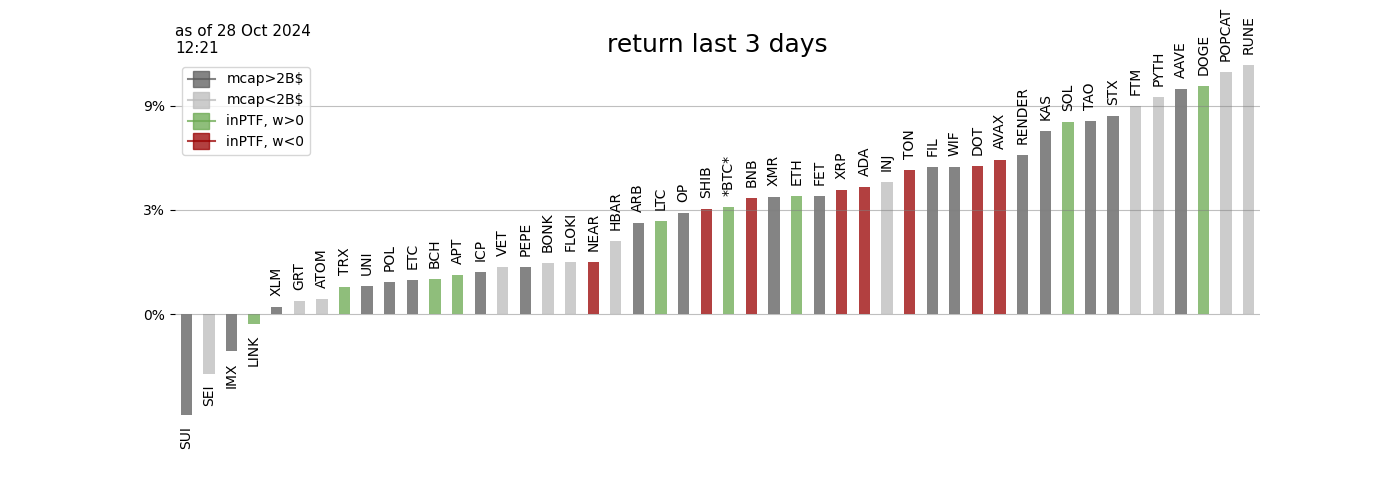 as of 28 Oct 2024
12:21
return last 3 days
mcap>2B$
mcap<2B$
inPTF, w>0
inPTF, w<0
9%
3%
0%
SUI
SEI
IMX
LINK
XLM
GRT
ATOM
TRX
UNI
POL
ETC
BCH
APT
ICP
VET
PEPE
BONK
FLOKI
NEAR
HBAR
ARB
LTC
OP
SHIB
*BTC*
BNB
XMR
ETH
FET
XRP
ADA
INJ
TON
FIL
WIF
DOT
AVAX
RENDER
KAS
SOL
TAO
STX
FTM
PYTH
AAVE
DOGE
POPCAT
RUNE